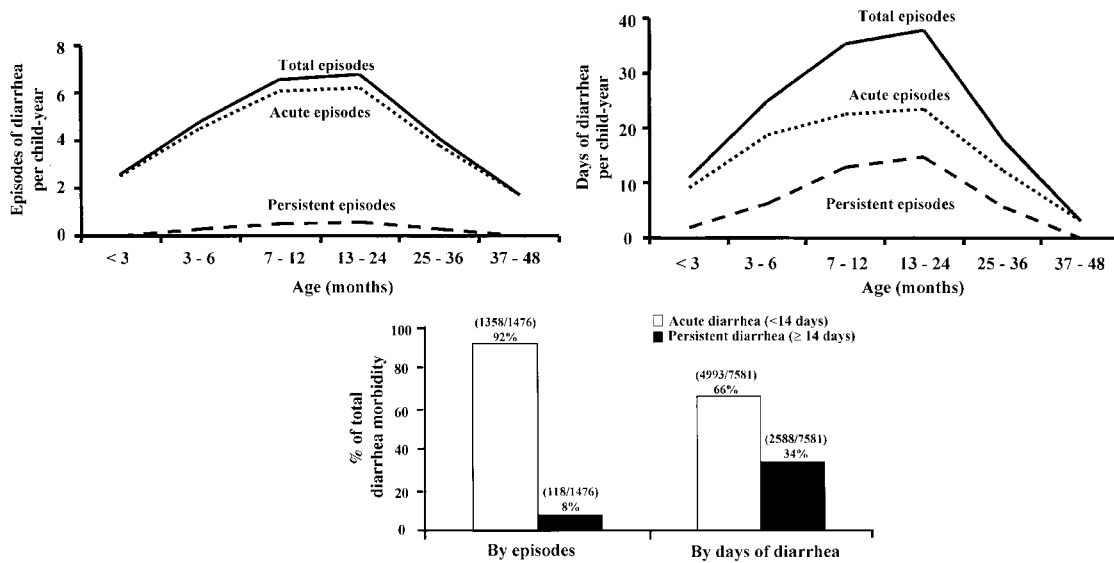 Episodes of diarrhea
per child-year
8
6
4
2
0
Total episodes
Acute episodes
Persistent episodes
< 3
3 - 6
7 - 12
13 - 24
25 - 36
37 - 48
Age (months)
Days of diarrhea
per child-year
40
30
20
10
0
Total episodes
Acute episodes
Persistent episodes
< 3
3 - 6
7 - 12
13 - 24
25 - 36
37 - 48
Age (months)
% of total
diarrhea morbidity
100
80
60
40
20
0
(1358/1476)
92%
(118/1476)
8%
(4993/7581)
66%
(2588/7581)
34%
Acute diarrhea (<14 days)
Persistent diarrhea (≥ 14 days)
By episodes
By days of diarrhea